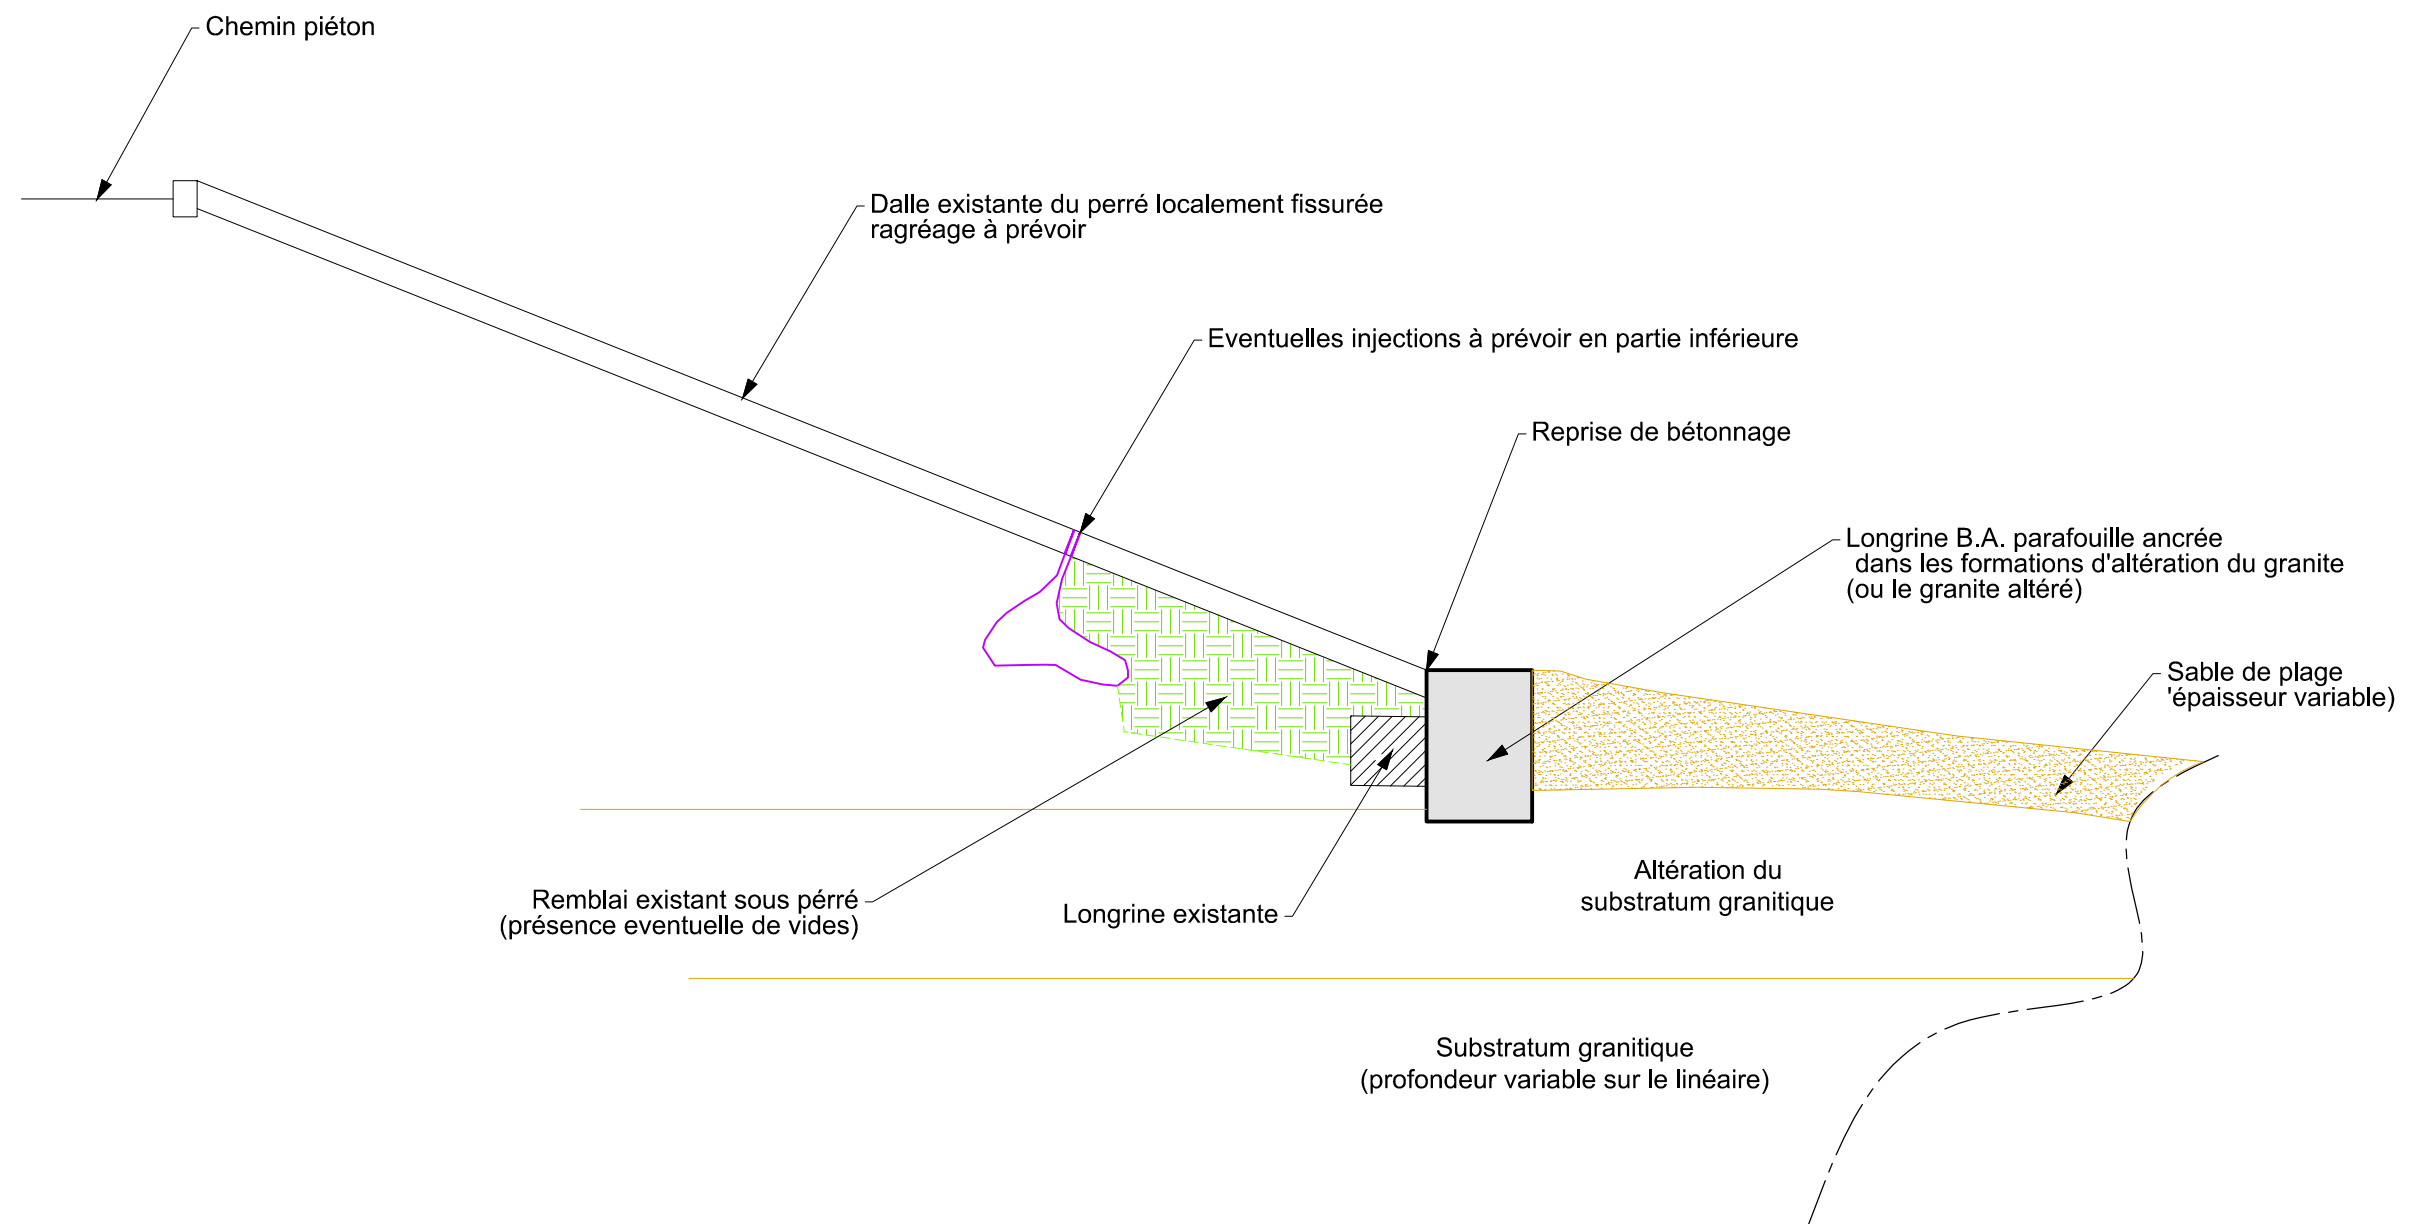 Chemin piéton
Dalle existante du perré localement fissurée
ragréage à prévoir
Eventuelles injections à prévoir en partie inférieure
Reprise de bétonnage
Longrine B.A. parafouille ancrée
dans les formations d'altération du granite
(ou le granite altéré)
Sable de plage
'épaisseur variable)
Altération du
substratum granitique
Remblai existant sous pérré
(présence eventuelle de vides)
Longrine existante
Substratum granitique
(profondeur variable sur le linéaire)